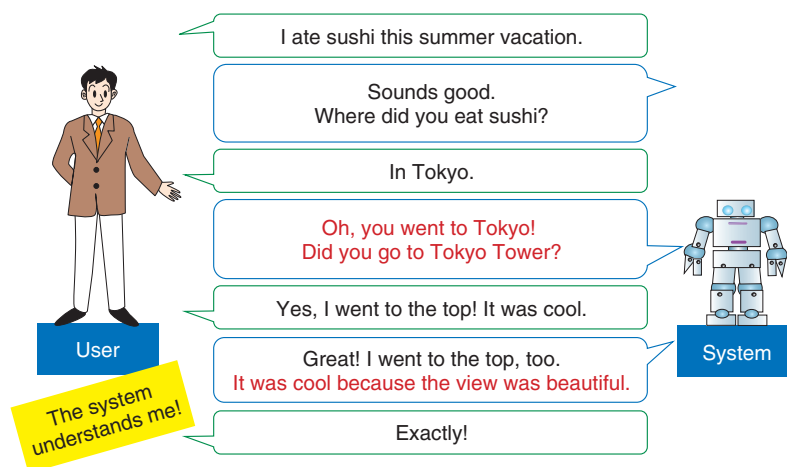 I ate sushi this summer vacation.
Sounds good.
Where did you eat sushi?
In Tokyo.
Oh, you went to Tokyo!
Did you go to Tokyo Tower?
Yes, I went to the top! It was cool.
User
System
Great! I went to the top, too.
It was cool because the view was beautiful.
The system
understands me!
Exactly!